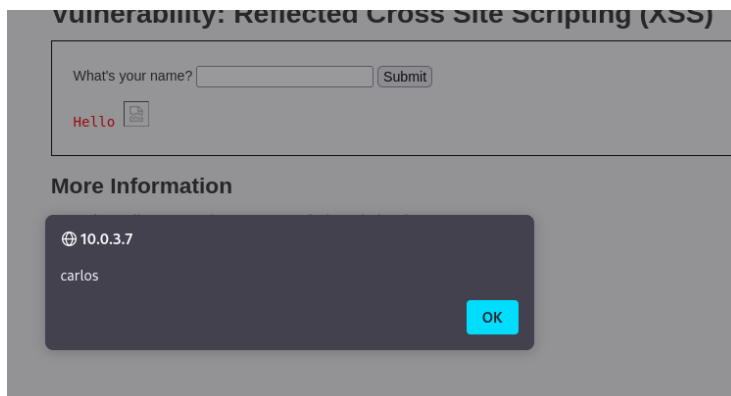 Vulnerability: Reflected Cross Site Scripting (XSS)
What's your name? Submit
Hello
More Information
10.0.3.7
carlos
OK